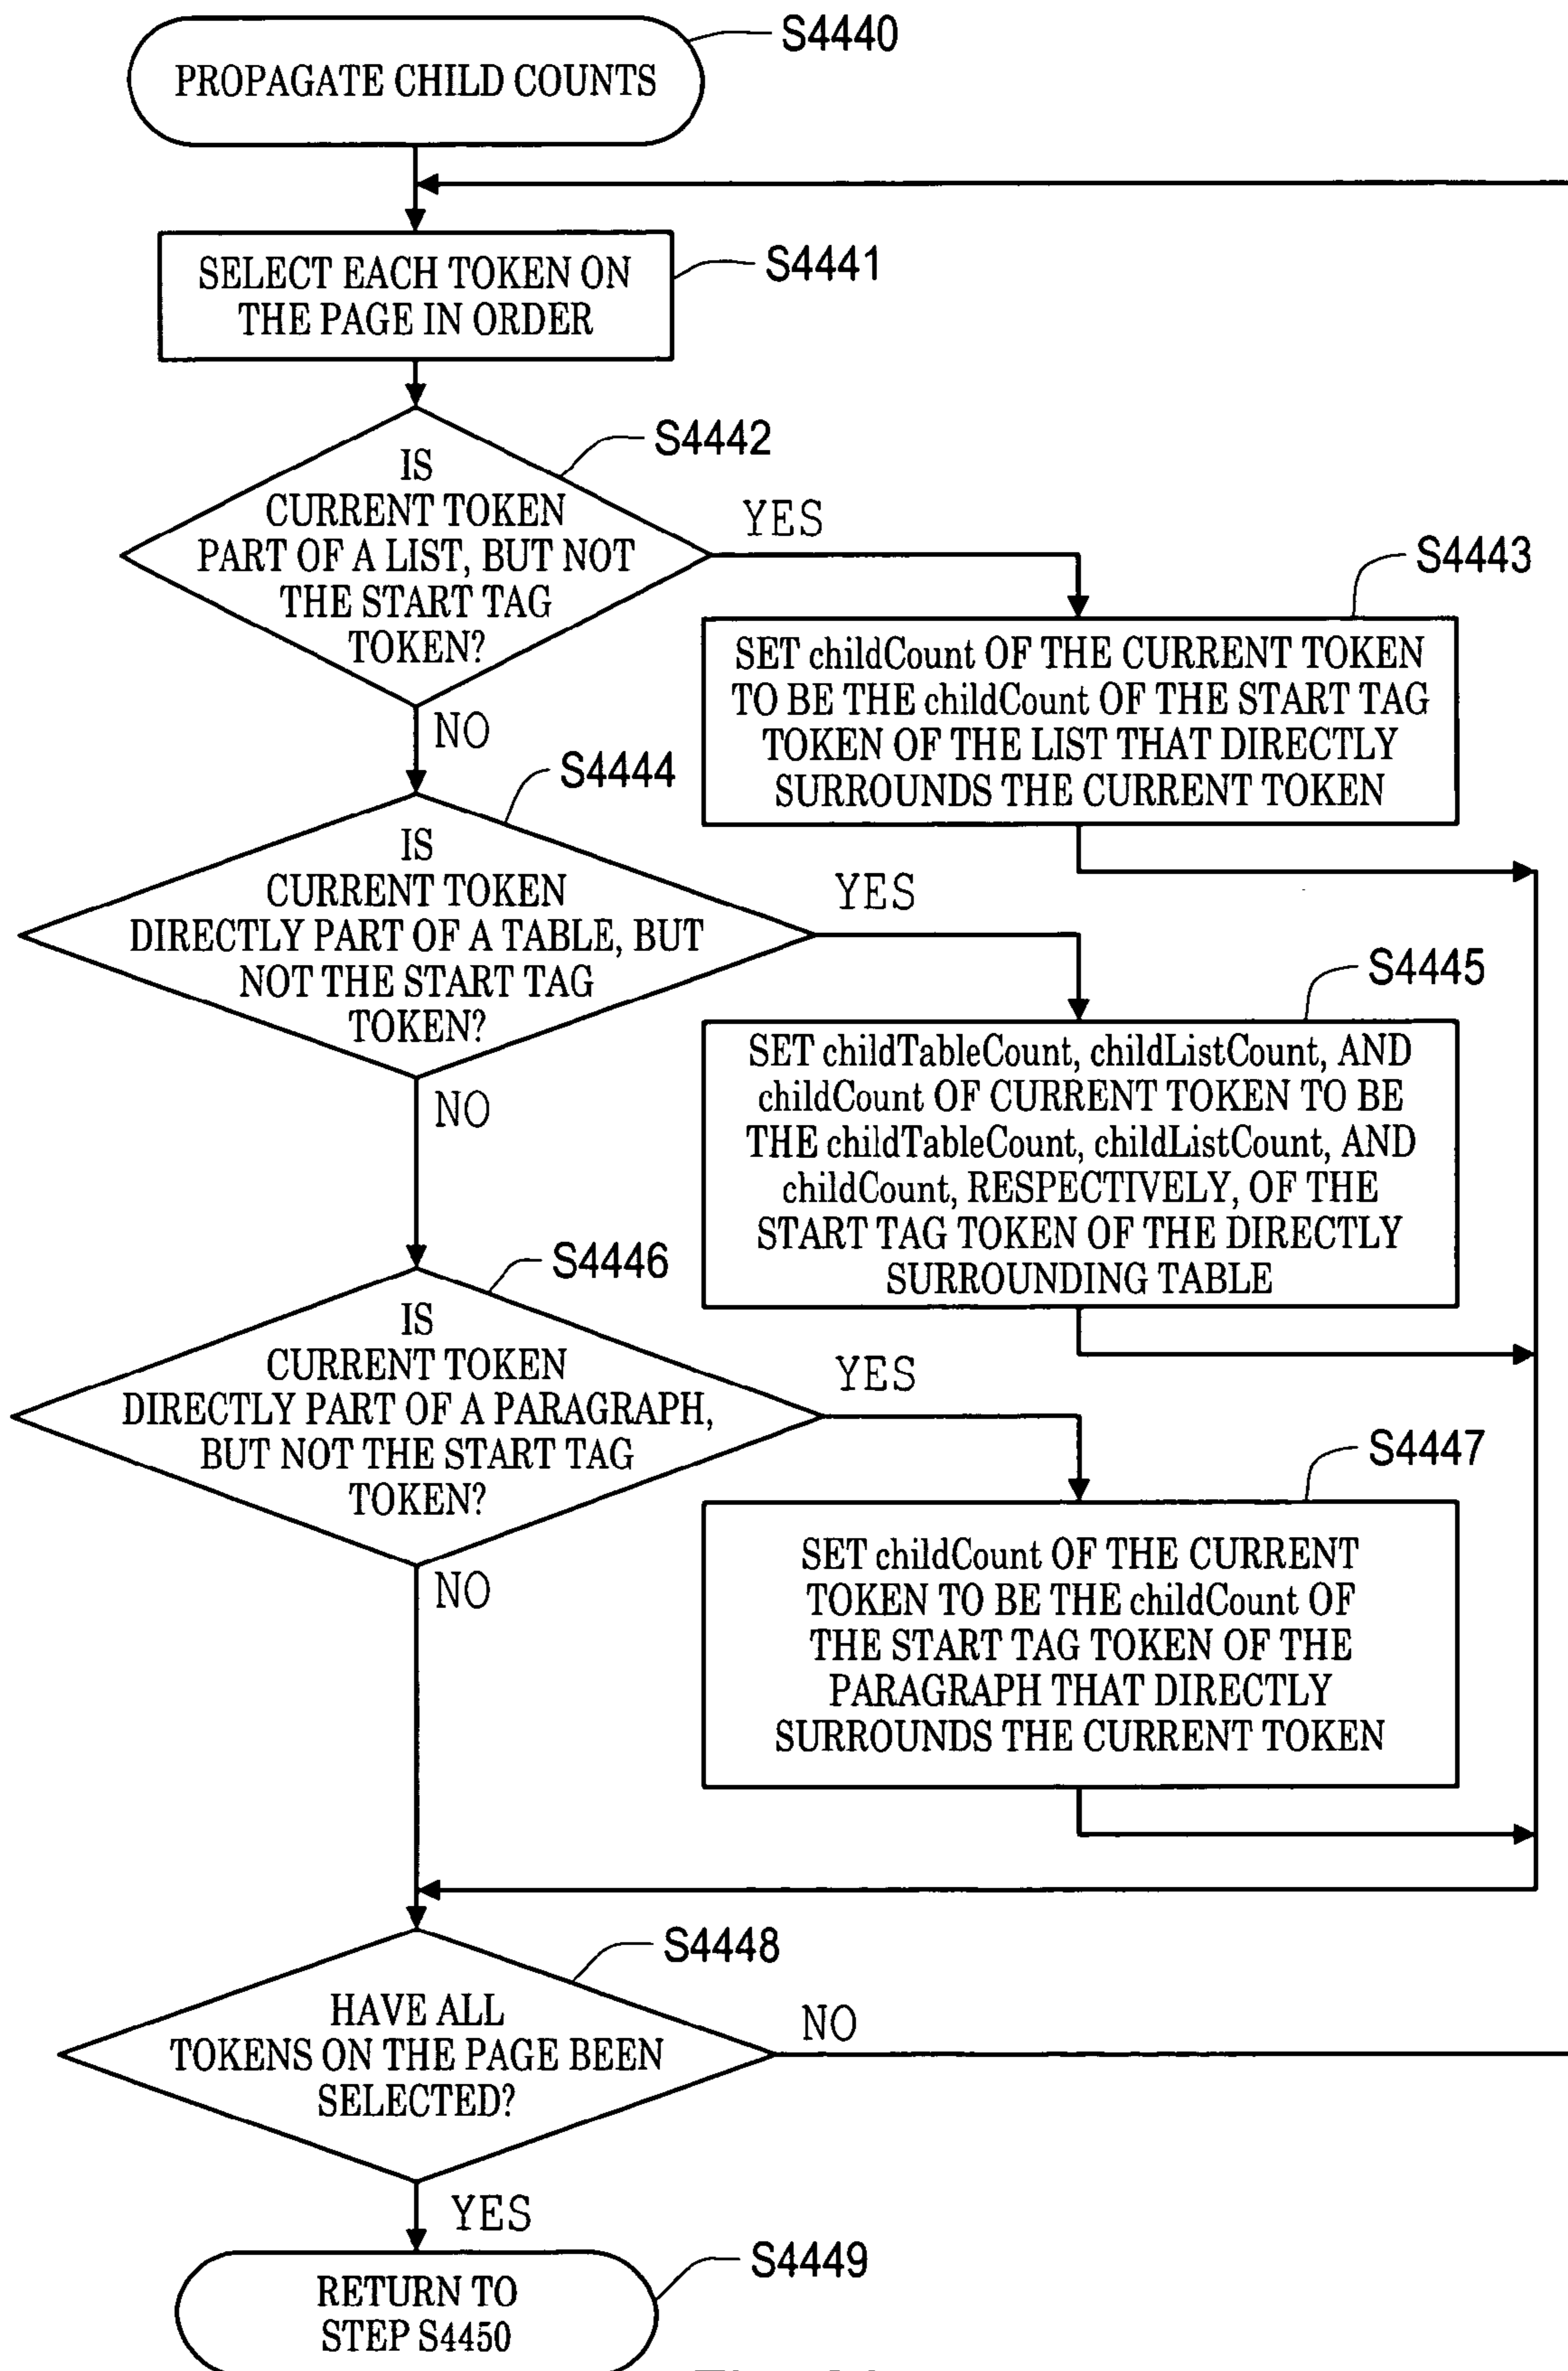 S4440
PROPAGATE CHILD COUNTS
S4441
SELECT EACH TOKEN ON
THE PAGE IN ORDER
S4442
IS
CURRENT TOKEN
PART OF A LIST, BUT NOT
THE START TAG
TOKEN?
YES
NO
S4443
SET childCount OF THE CURRENT TOKEN
TO BE THE childCount OF THE START TAG
TOKEN OF THE LIST THAT DIRECTLY
SURROUNDS THE CURRENT TOKEN
S4444
IS
CURRENT TOKEN
DIRECTLY PART OF A TABLE, BUT
NOT THE START TAG
TOKEN?
YES
NO
S4445
SET childTableCount, childListCount, AND
childCount OF CURRENT TOKEN TO BE
THE childTableCount, childListCount, AND
childCount, RESPECTIVELY, OF THE
START TAG TOKEN OF THE DIRECTLY
SURROUNDING TABLE
S4446
IS
CURRENT TOKEN
DIRECTLY PART OF A PARAGRAPH,
BUT NOT THE START TAG
TOKEN?
YES
NO
S4447
SET childCount OF THE CURRENT
TOKEN TO BE THE childCount OF
THE START TAG TOKEN OF THE
PARAGRAPH THAT DIRECTLY
SURROUNDS THE CURRENT TOKEN
S4448
HAVE ALL
TOKENS ON THE PAGE BEEN
SELECTED?
NO
YES
S4449
RETURN TO
STEP S4450